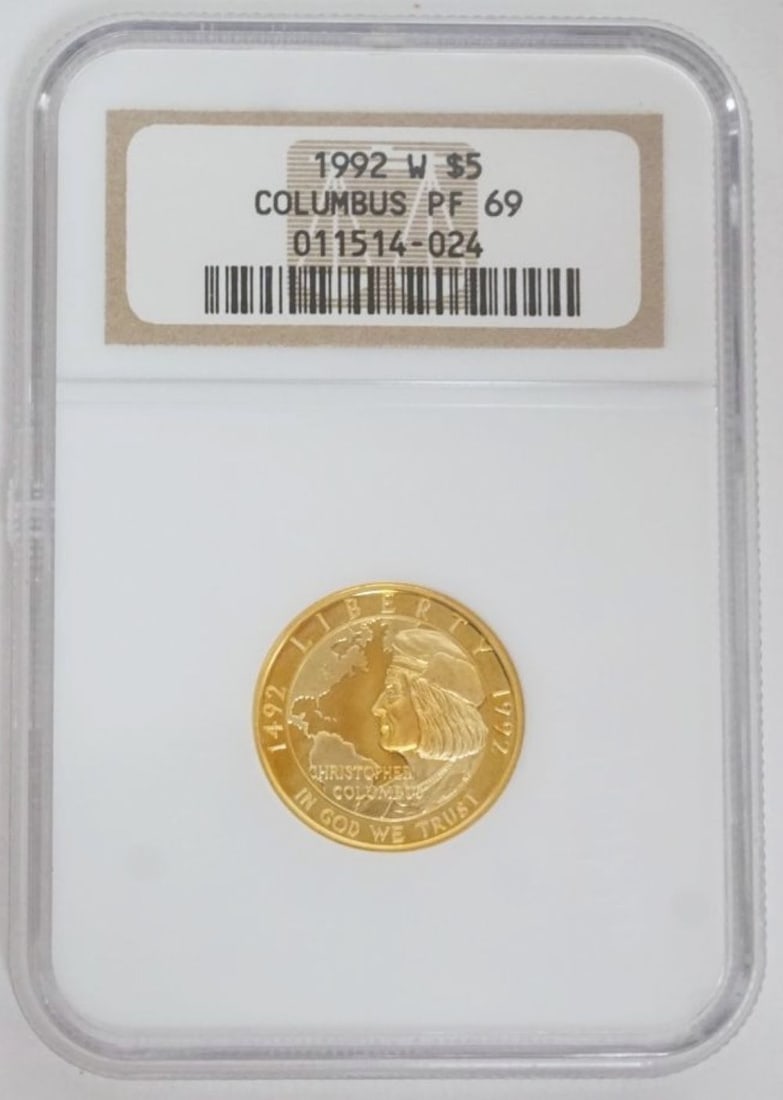 1992 W $5
COLUMBUS PF 69
011514-024
LIBERTY
1492
1992
CHRISTOPHER
COLUMBUS
IN GOD WE TRUST